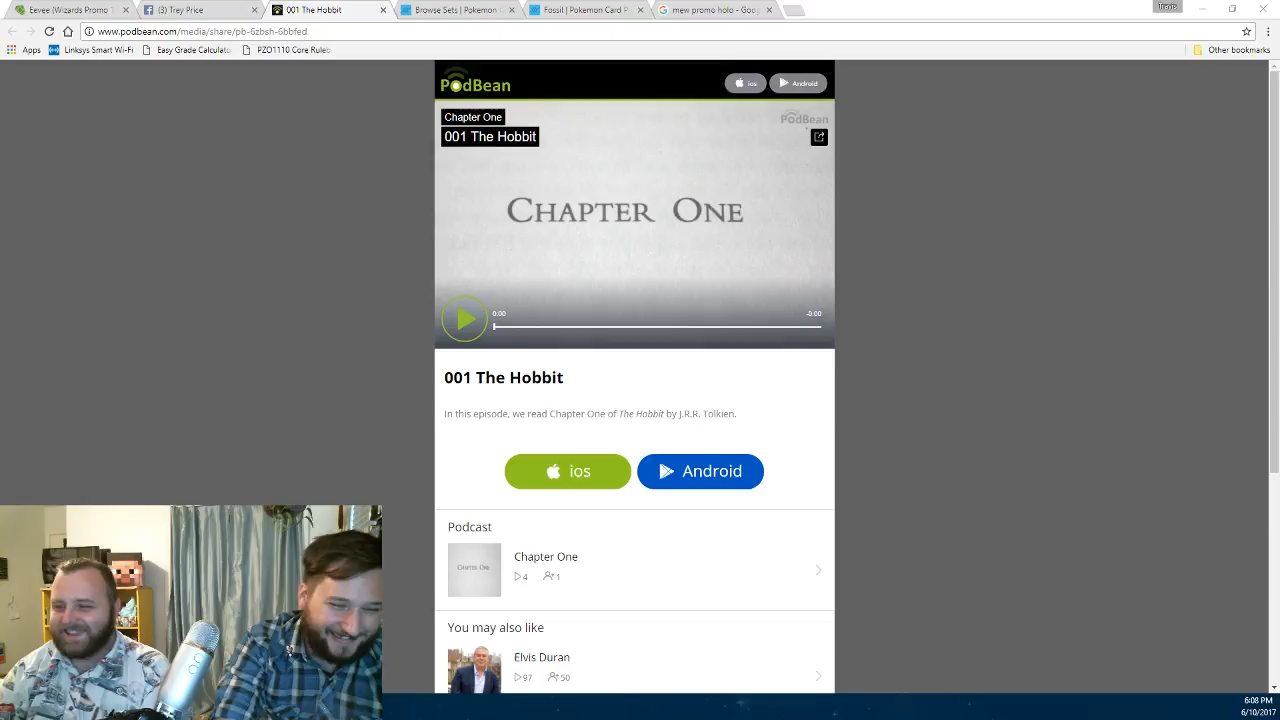 Eevee (Wizards Promo
(3) Trey Price
001 The Hobbit
Browse Sets | Pokemon C
Fossil | Pokemon Card P
mew promo holo - Goo
www.podbean.com/media/share/pb-6zbsh-6bbfed
Apps
Linksys Smart Wi-Fi
Easy Grade Calculato
PZO1110 Core Ruleb
Other bookmarks
PodBean
ios
Android
Chapter One
001 The Hobbit
PodBean
CHAPTER ONE
0:00
-0:00
001 The Hobbit
In this episode, we read Chapter One of The Hobbit by J.R.R. Tolkien.
ios
Android
Podcast
CHAPTER ONE
Chapter One
4
1
You may also like
Elvis Duran
97
50
6:08 PM
6/10/2017